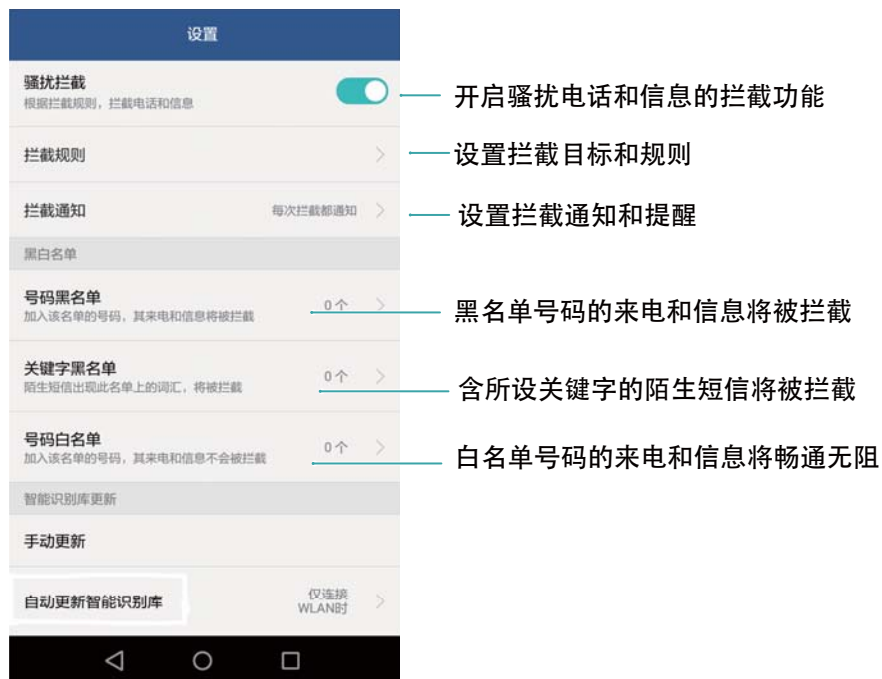 设置
骚扰拦截
根据拦截规则，拦截电话和信息
开启骚扰电话和信息的拦截功能
拦截规则
设置拦截目标和规则
拦截通知
每次拦截都通知
设置拦截通知和提醒
黑白名单
号码黑名单
加入该名单的号码，其来电和信息将被拦截
0个
黑名单号码的来电和信息将被拦截
关键字黑名单
陌生短信出现此名单上的词汇，将被拦截
0个
含所设关键字的陌生短信将被拦截
号码白名单
加入该名单的号码，其来电和信息不会被拦截
0个
白名单号码的来电和信息将畅通无阻
智能识别库更新
手动更新
自动更新智能识别库
仅连接
WLAN时